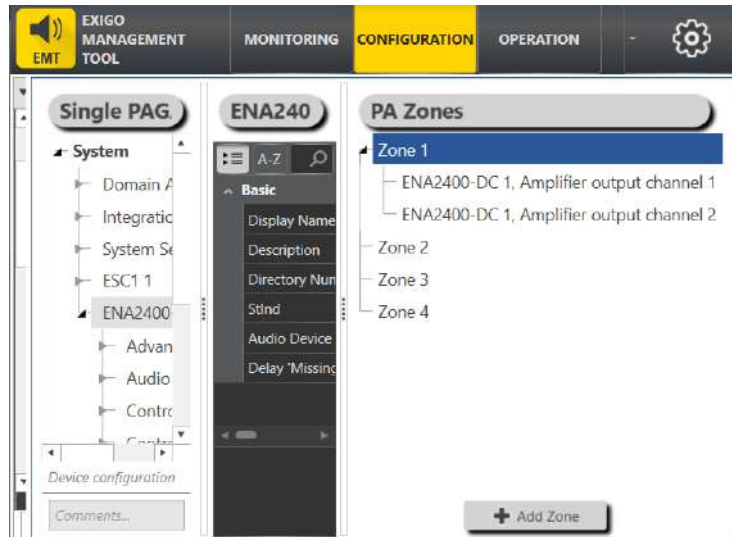 EXIGO
MANAGEMENT
TOOL
EMT
MONITORING
CONFIGURATION
OPERATION
-
Single PAG.
System
Domain A
Integratic
System Se
ESC1 1
ENA2400
Advan
Audio
Contro
Contro
Device configuration
Comments...
ENA240
A-Z
Basic
Display Name
Description
Directory Nun
StInd
Audio Device
Delay 'Missing
PA Zones
Zone 1
ENA2400-DC 1, Amplifier output channel 1
ENA2400-DC 1, Amplifier output channel 2
Zone 2
Zone 3
Zone 4
+ Add Zone